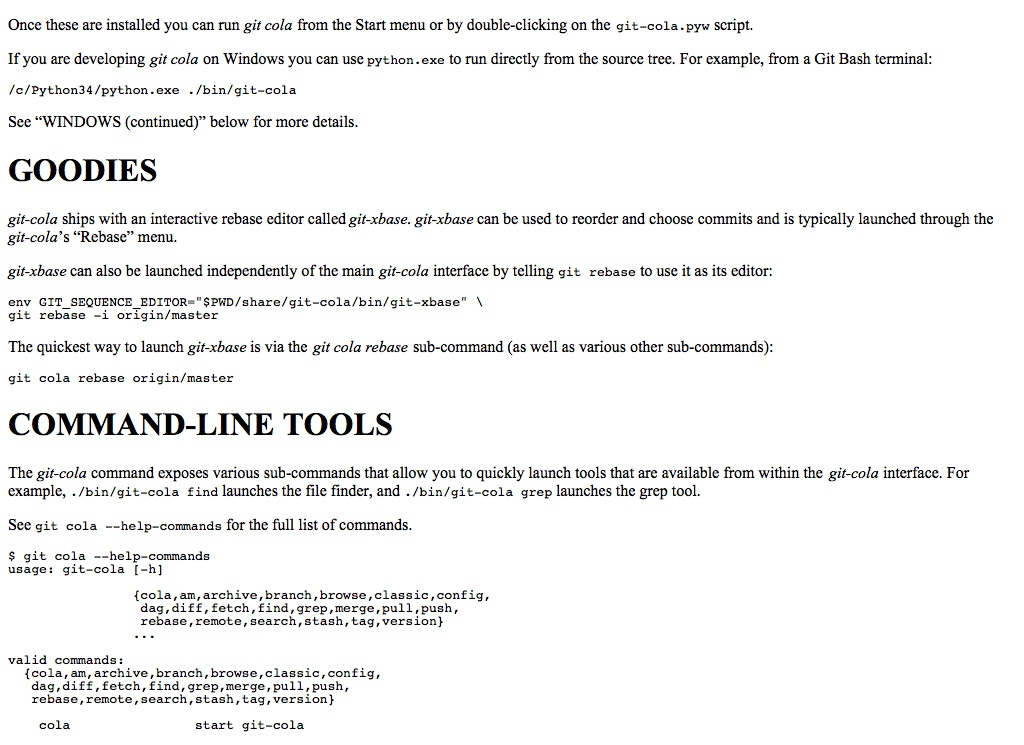 Once these are installed you can run git cola from the Start menu or by double-clicking on the git-cola.pyw script.
If you are developing git cola on Windows you can use python.exe to run directly from the source tree. For example, from a Git Bash terminal:
/c/Python34/python.exe ./bin/git-cola
See “WINDOWS (continued)” below for more details.
GOODIES
git-cola ships with an interactive rebase editor called git-xbase. git-xbase can be used to reorder and choose commits and is typically launched through the
git-cola’s “Rebase” menu.
git-xbase can also be launched independently of the main git-cola interface by telling git rebase to use it as its editor:
env GIT_SEQUENCE_EDITOR="$PWD/share/git-cola/bin/git-xbase" \
git rebase -i origin/master
The quickest way to launch git-xbase is via the git cola rebase sub-command (as well as various other sub-commands):
git cola rebase origin/master
COMMAND-LINE TOOLS
The git-cola command exposes various sub-commands that allow you to quickly launch tools that are available from within the git-cola interface. For
example, ./bin/git-cola find launches the file finder, and ./bin/git-cola grep launches the grep tool.
See git cola --help-commands for the full list of commands.
$ git cola --help-commands
usage: git-cola [-h]
{cola,am,archive,branch,browse,classic,config,
dag,diff,fetch,find,grep,merge,pull,push,
rebase,remote,search,stash,tag,version}
...
valid commands:
{cola,am,archive,branch,browse,classic,config,
dag,diff,fetch,find,grep,merge,pull,push,
rebase,remote,search,stash,tag,version}
cola start git-cola